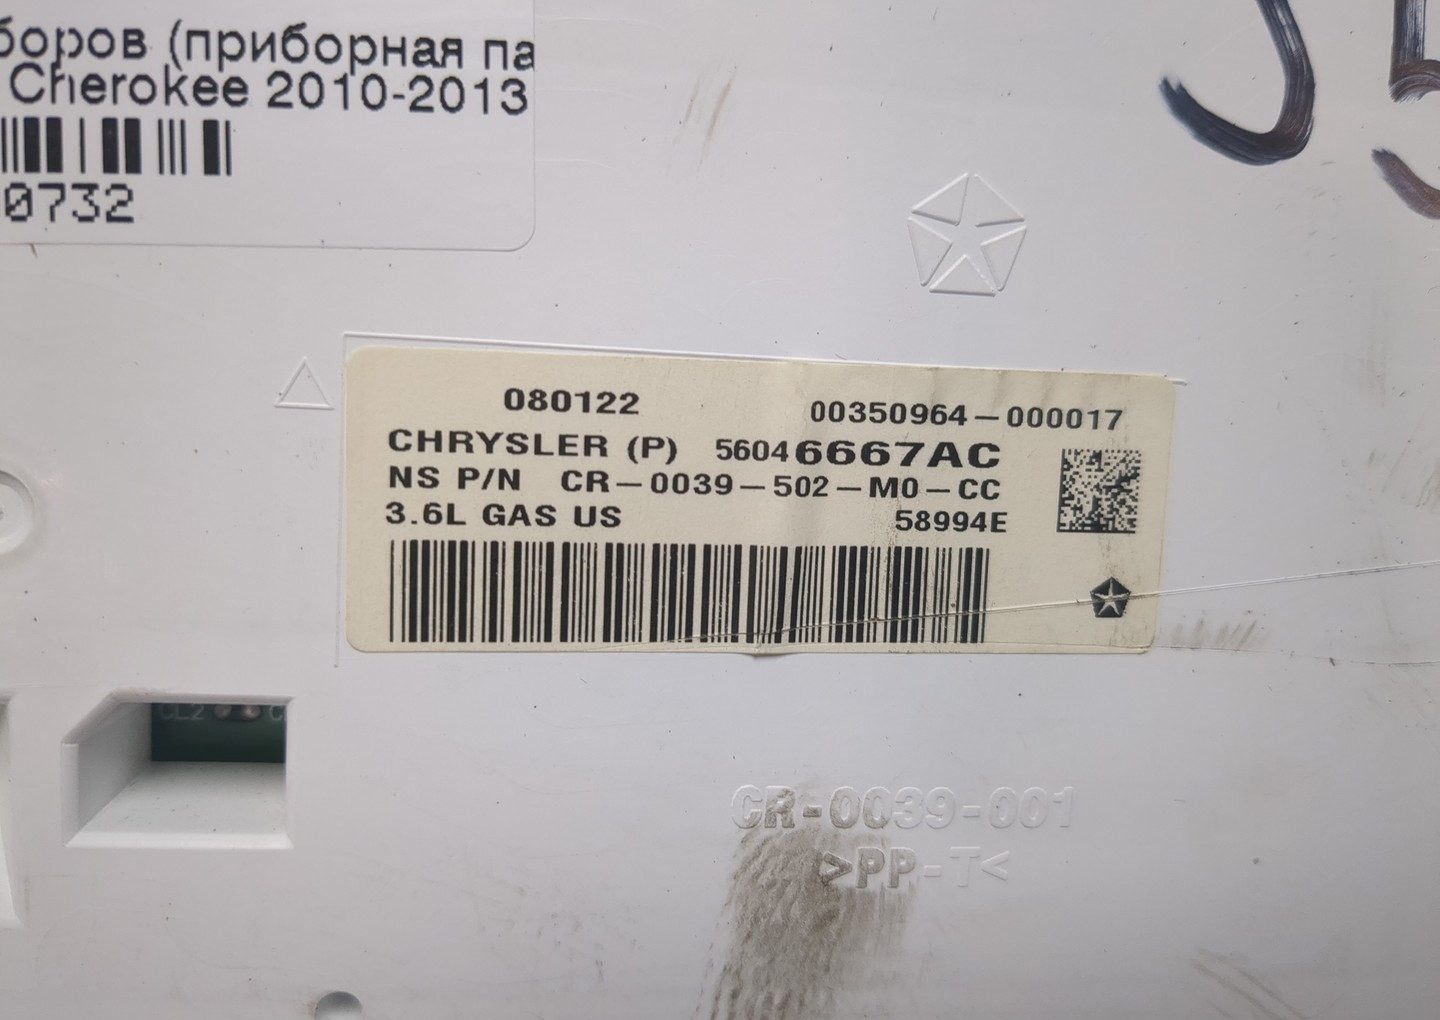 боров (приборная па
Cherokee 2010-2013
0732
080122 00350964-000017
CHRYSLER (P) 56046667AC
NS P/N CR-0039-502-M0-CC
3.6L GAS US 58994E
CL2
CR-0039-001
>PP-T<